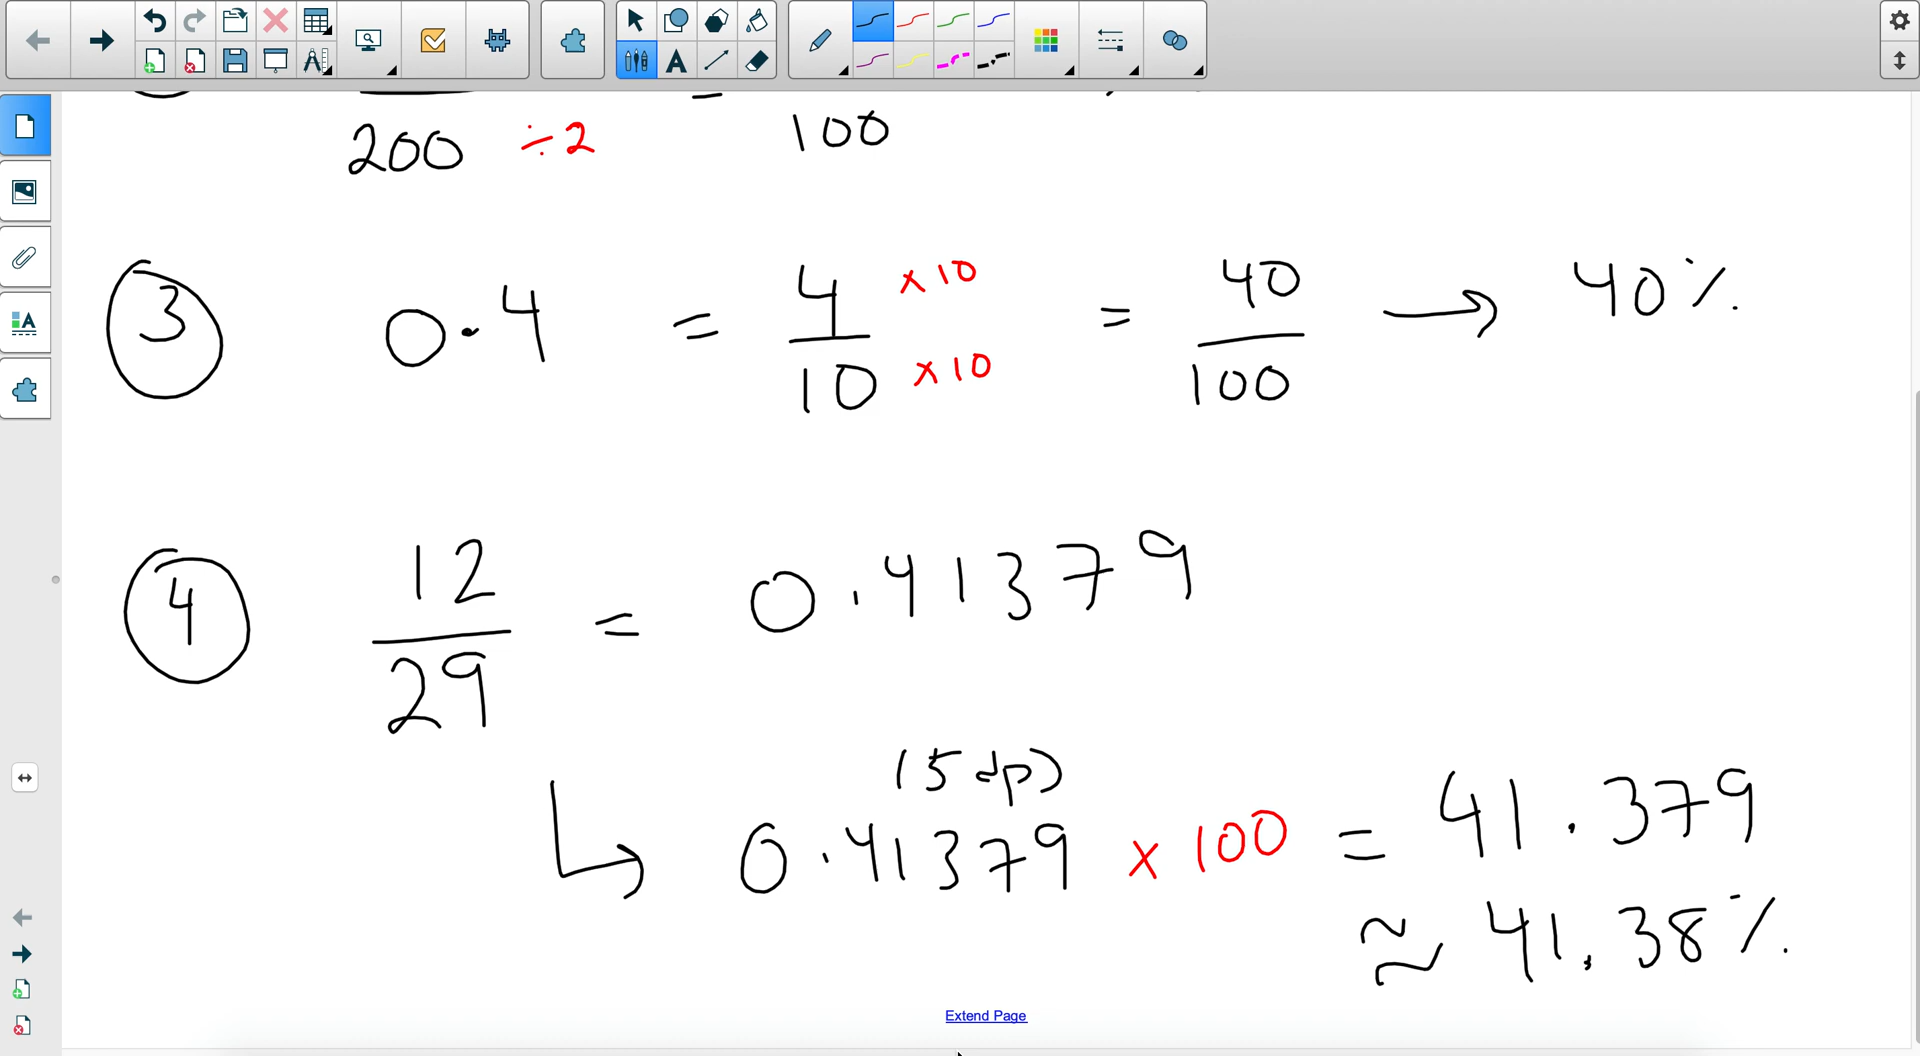 200 ÷2 = 100
③ 0.4 = 4/10 ×10 ×10 = 40/100 → 40%
④ 12/29 = 0.41379
(5 dp)
0.41379 × 100 = 41.379
≈ 41.38%
Extend Page